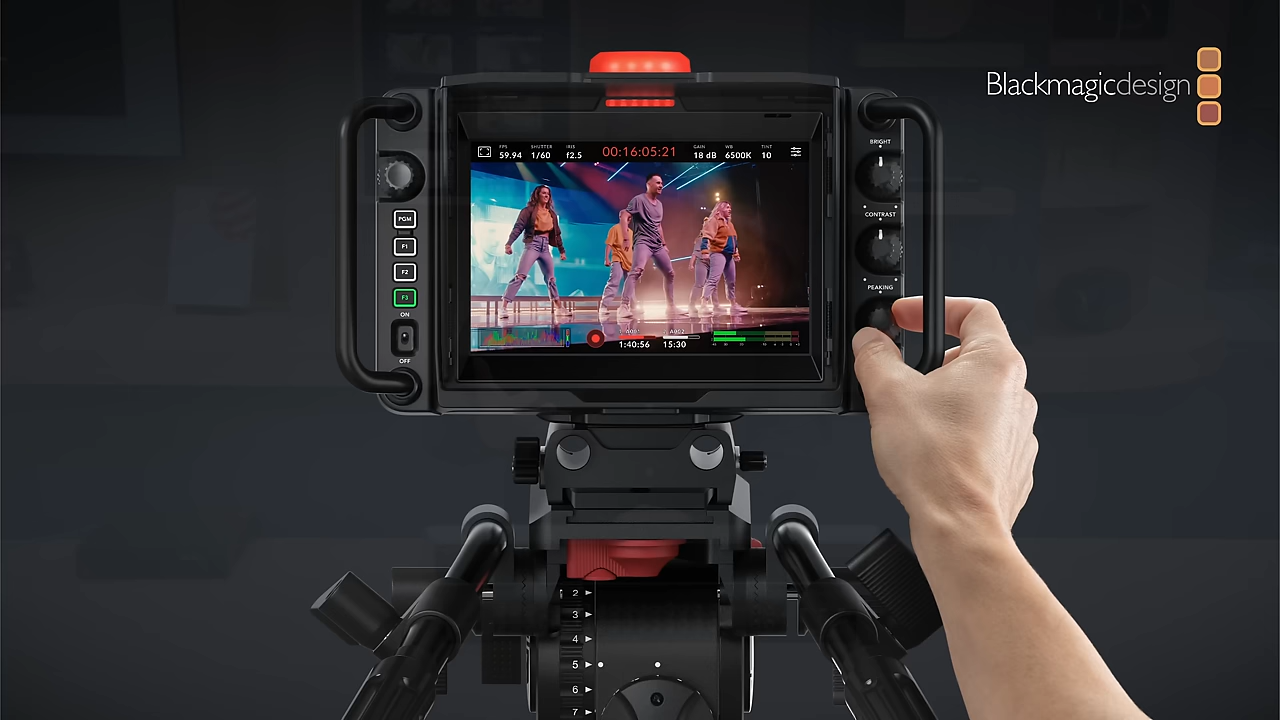 Blackmagicdesign
FPS SHUTTER IRIS 00:16:05:21 GAIN WB TINT
59.94 1/60 f2.5 18 dB 6500K 10
BRIGHT
CONTRAST
PEAKING
PGM
F1
F2
F3
ON
OFF
1:40:56 15:30
2
3
4
5
6
7